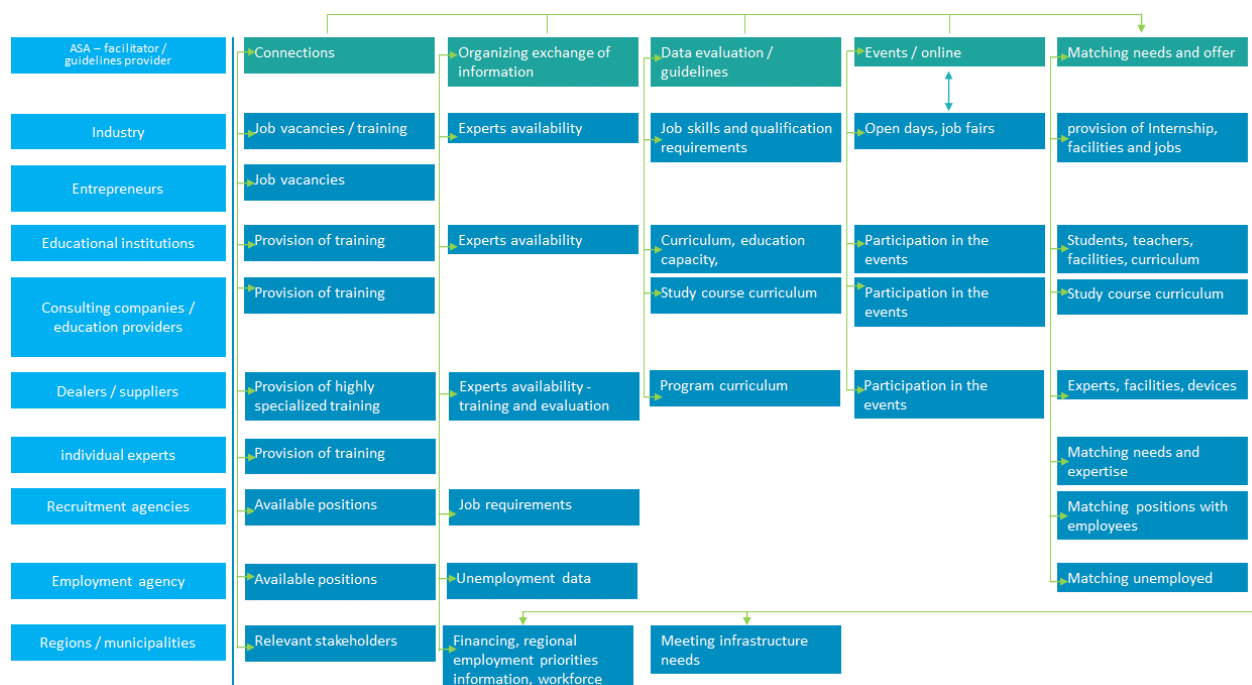 ASA – facilitator /
guidelines provider
Connections
Organizing exchange of
information
Data evaluation /
guidelines
Events / online
Matching needs and offer
Industry
Job vacancies / training
Experts availability
Job skills and qualification
requirements
Open days, job fairs
provision of Internship,
facilities and jobs
Entrepreneurs
Job vacancies
Educational institutions
Provision of training
Experts availability
Curriculum, education
capacity,
Participation in the
events
Students, teachers,
facilities, curriculum
Consulting companies /
education providers
Provision of training
Study course curriculum
Participation in the
events
Study course curriculum
Dealers / suppliers
Provision of highly
specialized training
Experts availability -
training and evaluation
Program curriculum
Participation in the
events
Experts, facilities, devices
individual experts
Provision of training
Matching needs and
expertise
Recruitment agencies
Available positions
Job requirements
Matching positions with
employees
Employment agency
Available positions
Unemployment data
Matching unemployed
Regions / municipalities
Relevant stakeholders
Financing, regional
employment priorities
information, workforce
Meeting infrastructure
needs